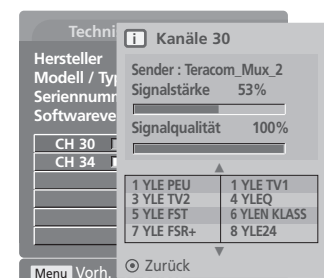 Techni
Hersteller
Modell / Ty
Seriennumr
Softwareve
CH 30
CH 34
i Kanäle 30
Sender : Teracom_Mux_2
Signalstärke 53%
Signalqualität 100%
1 YLE PEU 1 YLE TV1
3 YLE TV2 4 YLEQ
5 YLE FST 6 YLEN KLASS
7 YLE FSR+ 8 YLE24
Zurück
Menu Vorh.